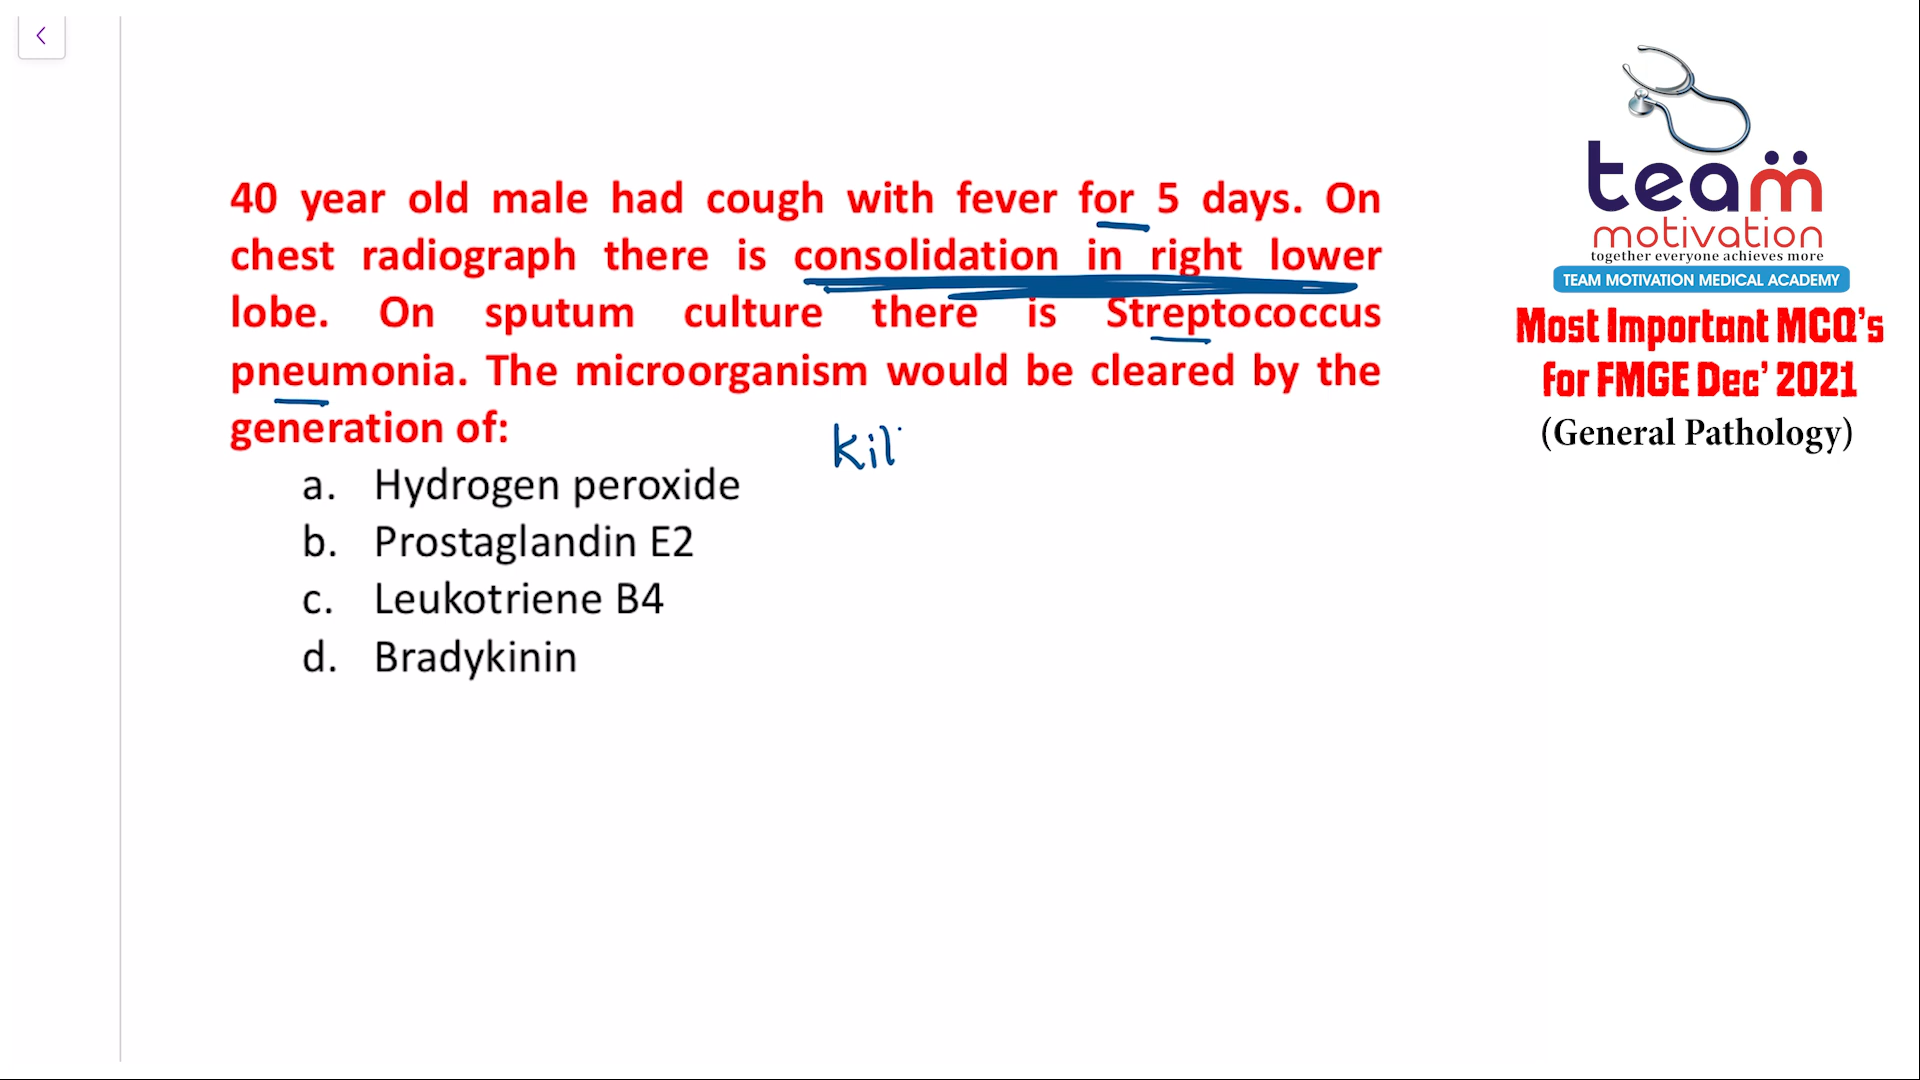 40 year old male had cough with fever for 5 days. On
chest radiograph there is consolidation in right lower
lobe. On sputum culture there is Streptococcus
pneumonia. The microorganism would be cleared by the
generation of:
kil
a. Hydrogen peroxide
b. Prostaglandin E2
c. Leukotriene B4
d. Bradykinin
team
motivation
together everyone achieves more
TEAM MOTIVATION MEDICAL ACADEMY
Most Important MCQ's
for FMGE Dec' 2021
(General Pathology)